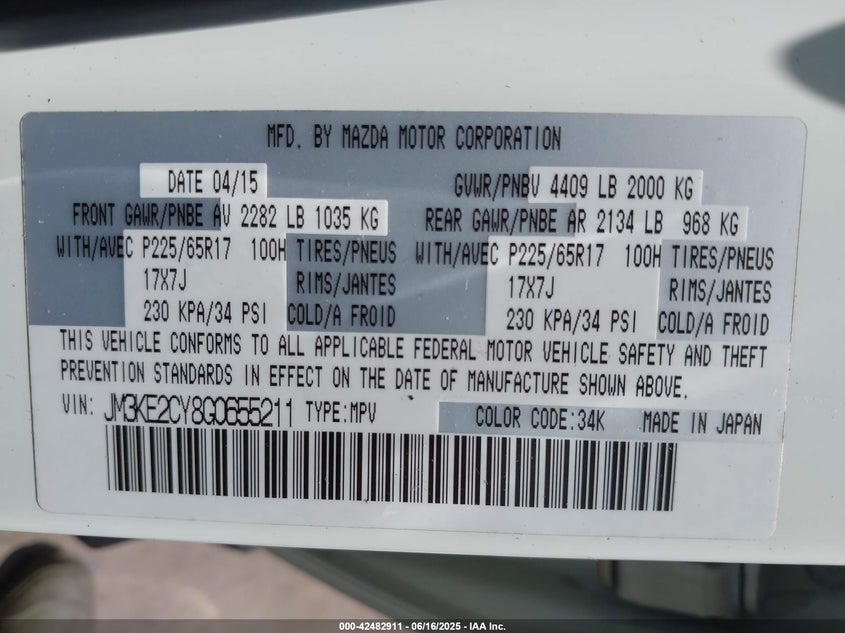 MFD. BY MAZDA MOTOR CORPORATION
DATE 04/15 GVWR/PNBV 4409 LB 2000 KG
FRONT GAWR/PNBE AV 2282 LB 1035 KG REAR GAWR/PNBE AR 2134 LB 968 KG
WITH/AVEC P225/65R17 100H TIRES/PNEUS WITH/AVEC P225/65R17 100H TIRES/PNEUS
17X7J RIMS/JANTES 17X7J RIMS/JANTES
230 KPA/34 PSI COLD/A FROID 230 KPA/34 PSI COLD/A FROID
THIS VEHICLE CONFORMS TO ALL APPLICABLE FEDERAL MOTOR VEHICLE SAFETY AND THEFT
PREVENTION STANDARDS IN EFFECT ON THE DATE OF MANUFACTURE SHOWN ABOVE.
VIN: JM3KE2CY8G0655211 TYPE:MPV COLOR CODE:34K MADE IN JAPAN
000-42482911 - 06/16/2025 - IAA Inc.